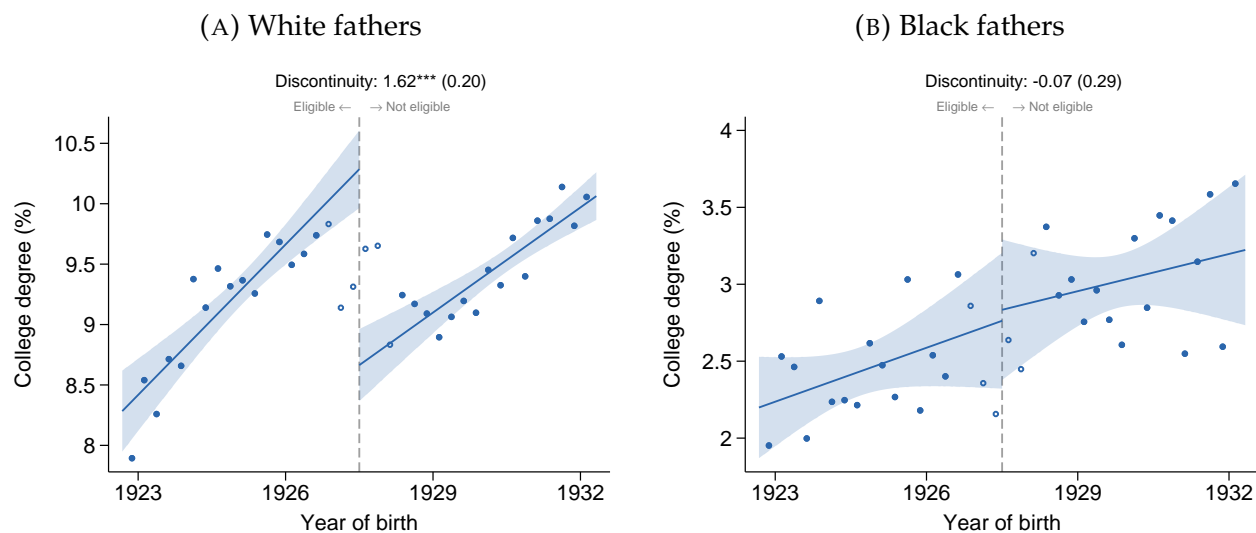 (A) White fathers
Discontinuity: 1.62*** (0.20)
Eligible ← → Not eligible
10.5
10
9.5
9
8.5
8
College degree (%)
1923 1926 1929 1932
Year of birth
(B) Black fathers
Discontinuity: -0.07 (0.29)
Eligible ← → Not eligible
4
3.5
3
2.5
2
College degree (%)
1923 1926 1929 1932
Year of birth